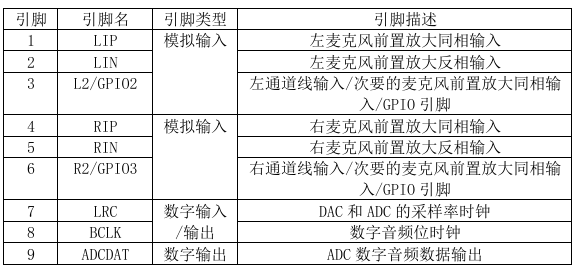 引脚 引脚名 引脚类型 引脚描述
1 LIP 模拟输入 左麦克风前置放大同相输入
2 LIN 左麦克风前置放大反相输入
3 L2/GPIO2 左通道线输入/次要的麦克风前置放大同相输
入/GPIO 引脚
4 RIP 模拟输入 右麦克风前置放大同相输入
5 RIN 右麦克风前置放大反相输入
6 R2/GPIO3 右通道线输入/次要的麦克风前置放大同相输
入/GPIO 引脚
7 LRC 数字输入 DAC 和 ADC 的采样率时钟
8 BCLK /输出 数字音频位时钟
9 ADCDAT 数字输出 ADC 数字音频数据输出